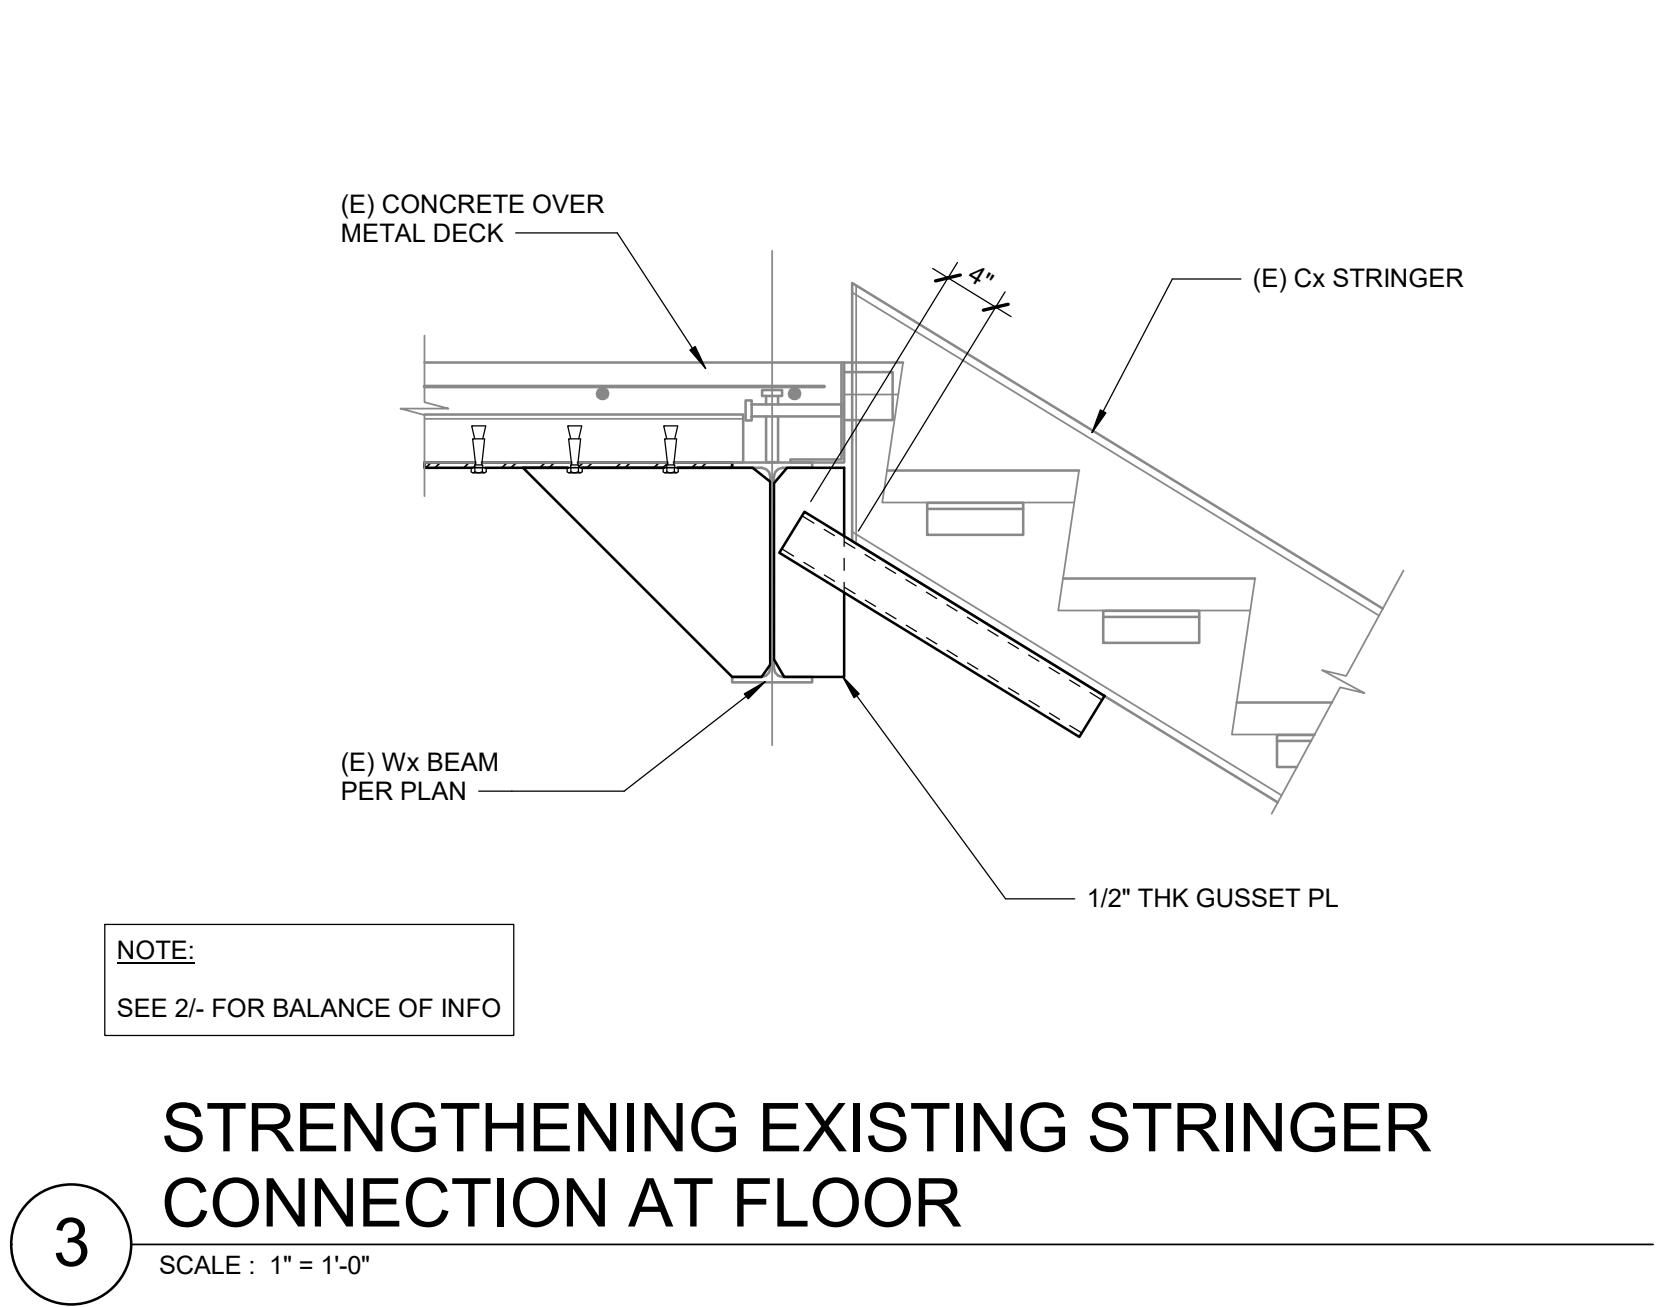 (E) CONCRETE OVER
METAL DECK
4"
(E) Cx STRINGER
(E) Wx BEAM
PER PLAN
1/2" THK GUSSET PL
NOTE:
SEE 2/- FOR BALANCE OF INFO
STRENGTHENING EXISTING STRINGER
CONNECTION AT FLOOR
3
SCALE : 1" = 1'-0"